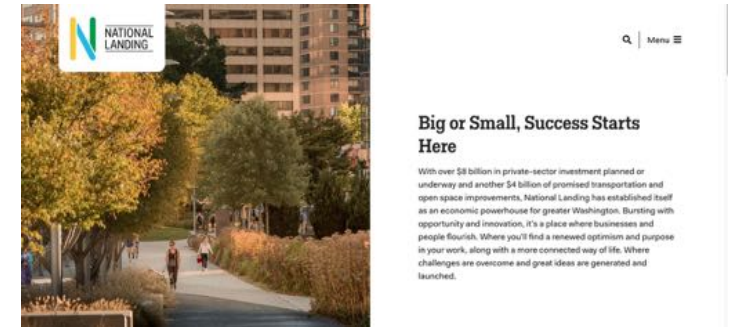 NATIONAL
LANDING
Menu
Big or Small, Success Starts
Here
With over $8 billion in private-sector investment planned or
underway and another $4 billion of promised transportation and
open space improvements, National Landing has established itself
as an economic powerhouse for greater Washington. Bursting with
opportunity and innovation, it's a place where businesses and
people flourish. Where you'll find a renewed optimism and purpose
in your work, along with a more connected way of life. Where
challenges are overcome and great ideas are generated and
launched.